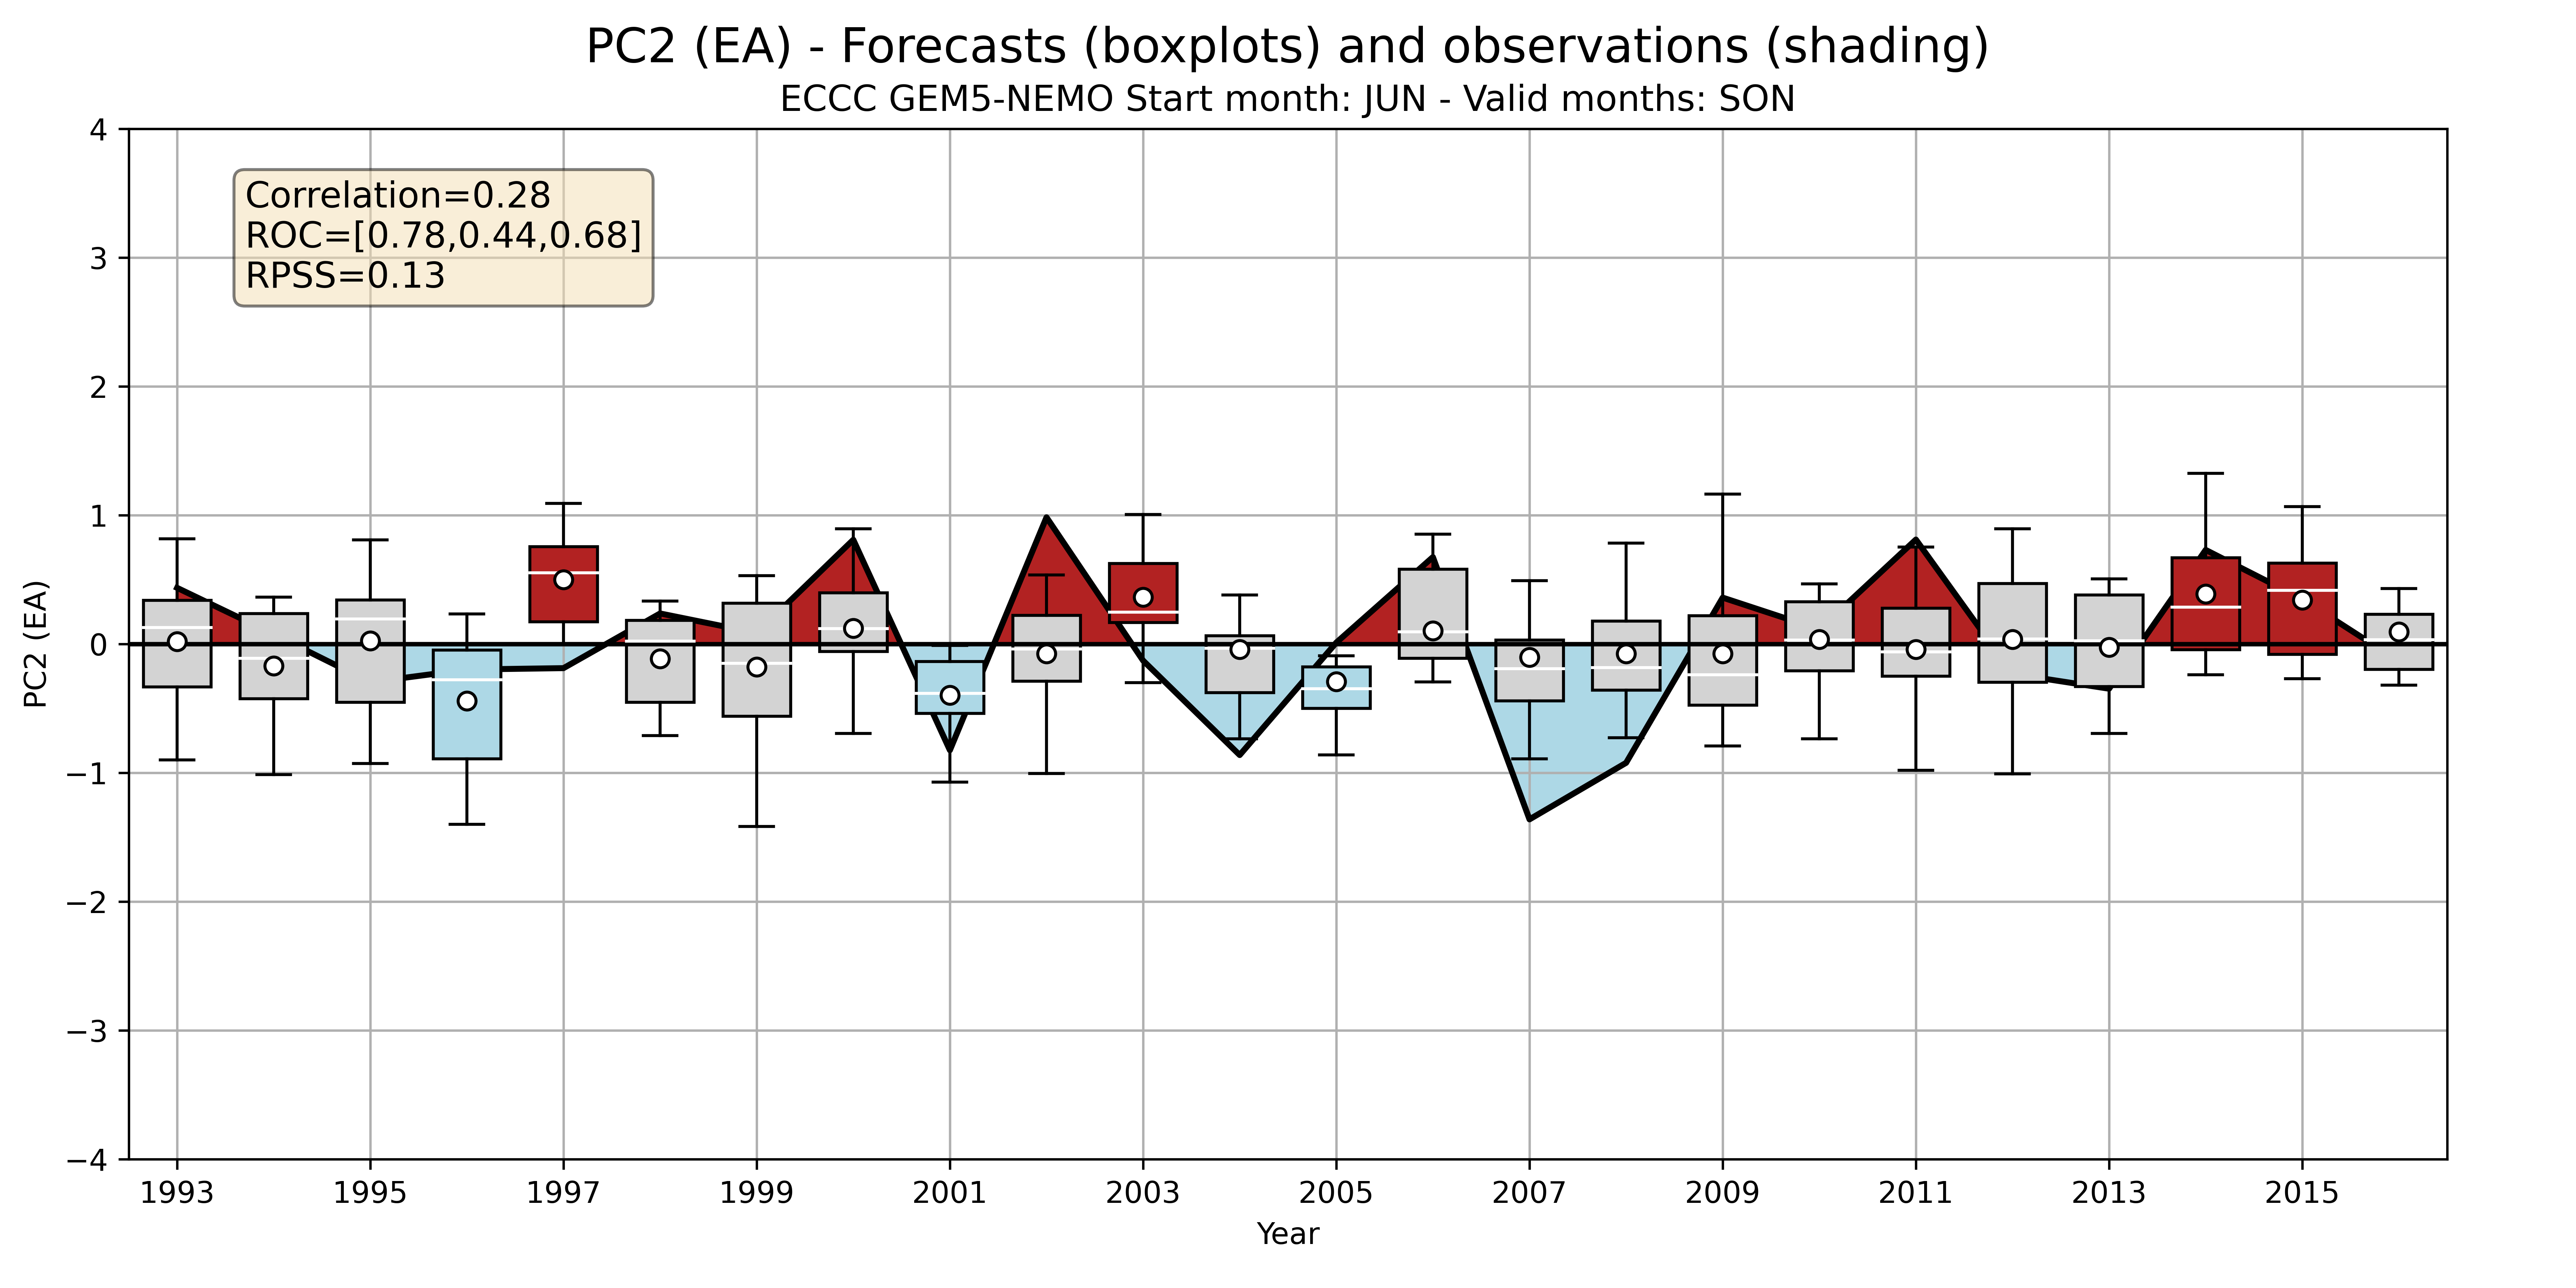 PC2 (EA) - Forecasts (boxplots) and observations (shading)
ECCC GEM5-NEMO Start month: JUN - Valid months: SON
Correlation=0.28
ROC=[0.78,0.44,0.68]
RPSS=0.13
PC2 (EA)
4
3
2
1
0
−1
−2
−3
−4
1993 1995 1997 1999 2001 2003 2005 2007 2009 2011 2013 2015
Year